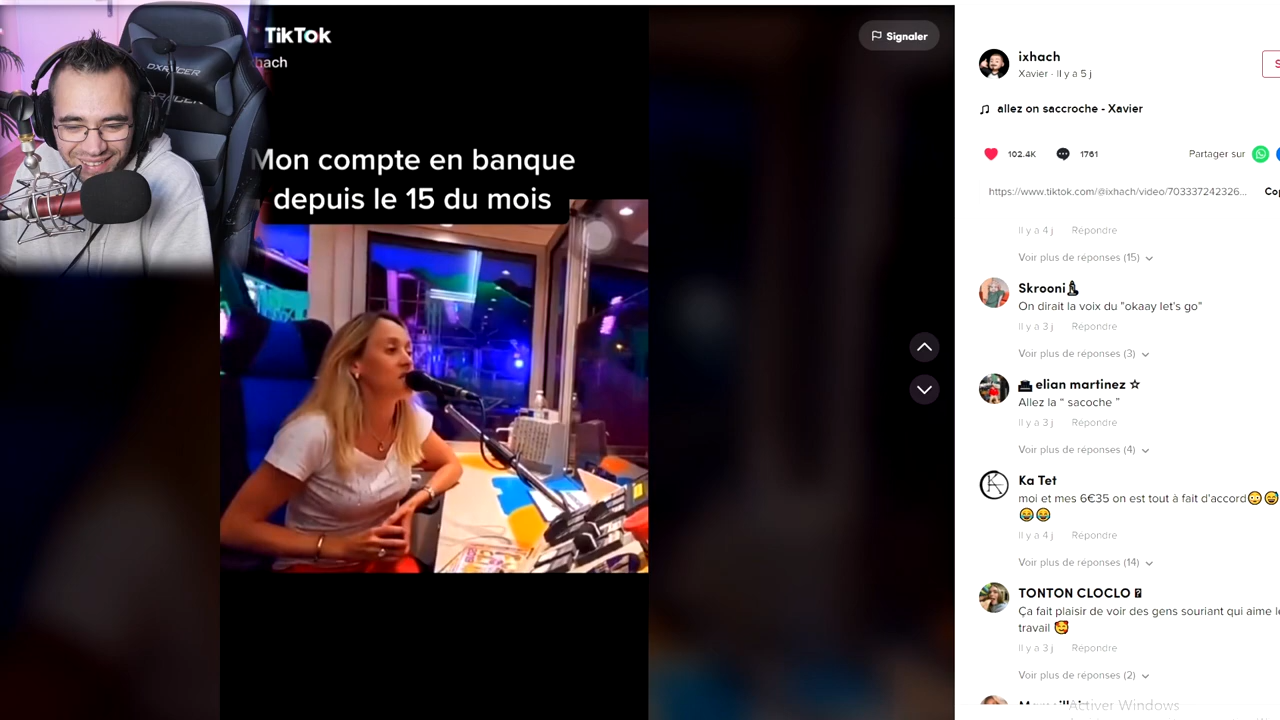 DXRACER
TikTok
hach
Signaler
Mon compte en banque
depuis le 15 du mois
ixhach
Xavier · Il y a 5 j
allez on saccroche - Xavier
102.4K
1761
Partager sur
https://www.tiktok.com/@ixhach/video/703337242326...
Cop
Il y a 4 j Répondre
Voir plus de réponses (15)
Skrooni
On dirait la voix du "okaay let's go"
Il y a 3 j Répondre
Voir plus de réponses (3)
elian martinez ☆
Allez la “ sacoche ”
Il y a 3 j Répondre
Voir plus de réponses (4)
Ka Tet
moi et mes 6€35 on est tout à fait d'accord😳😅
😂😂
Il y a 4 j Répondre
Voir plus de réponses (14)
TONTON CLOCLO
Ça fait plaisir de voir des gens souriant qui aime le
travail 🥰
Il y a 3 j Répondre
Voir plus de réponses (2)
Activer Windows